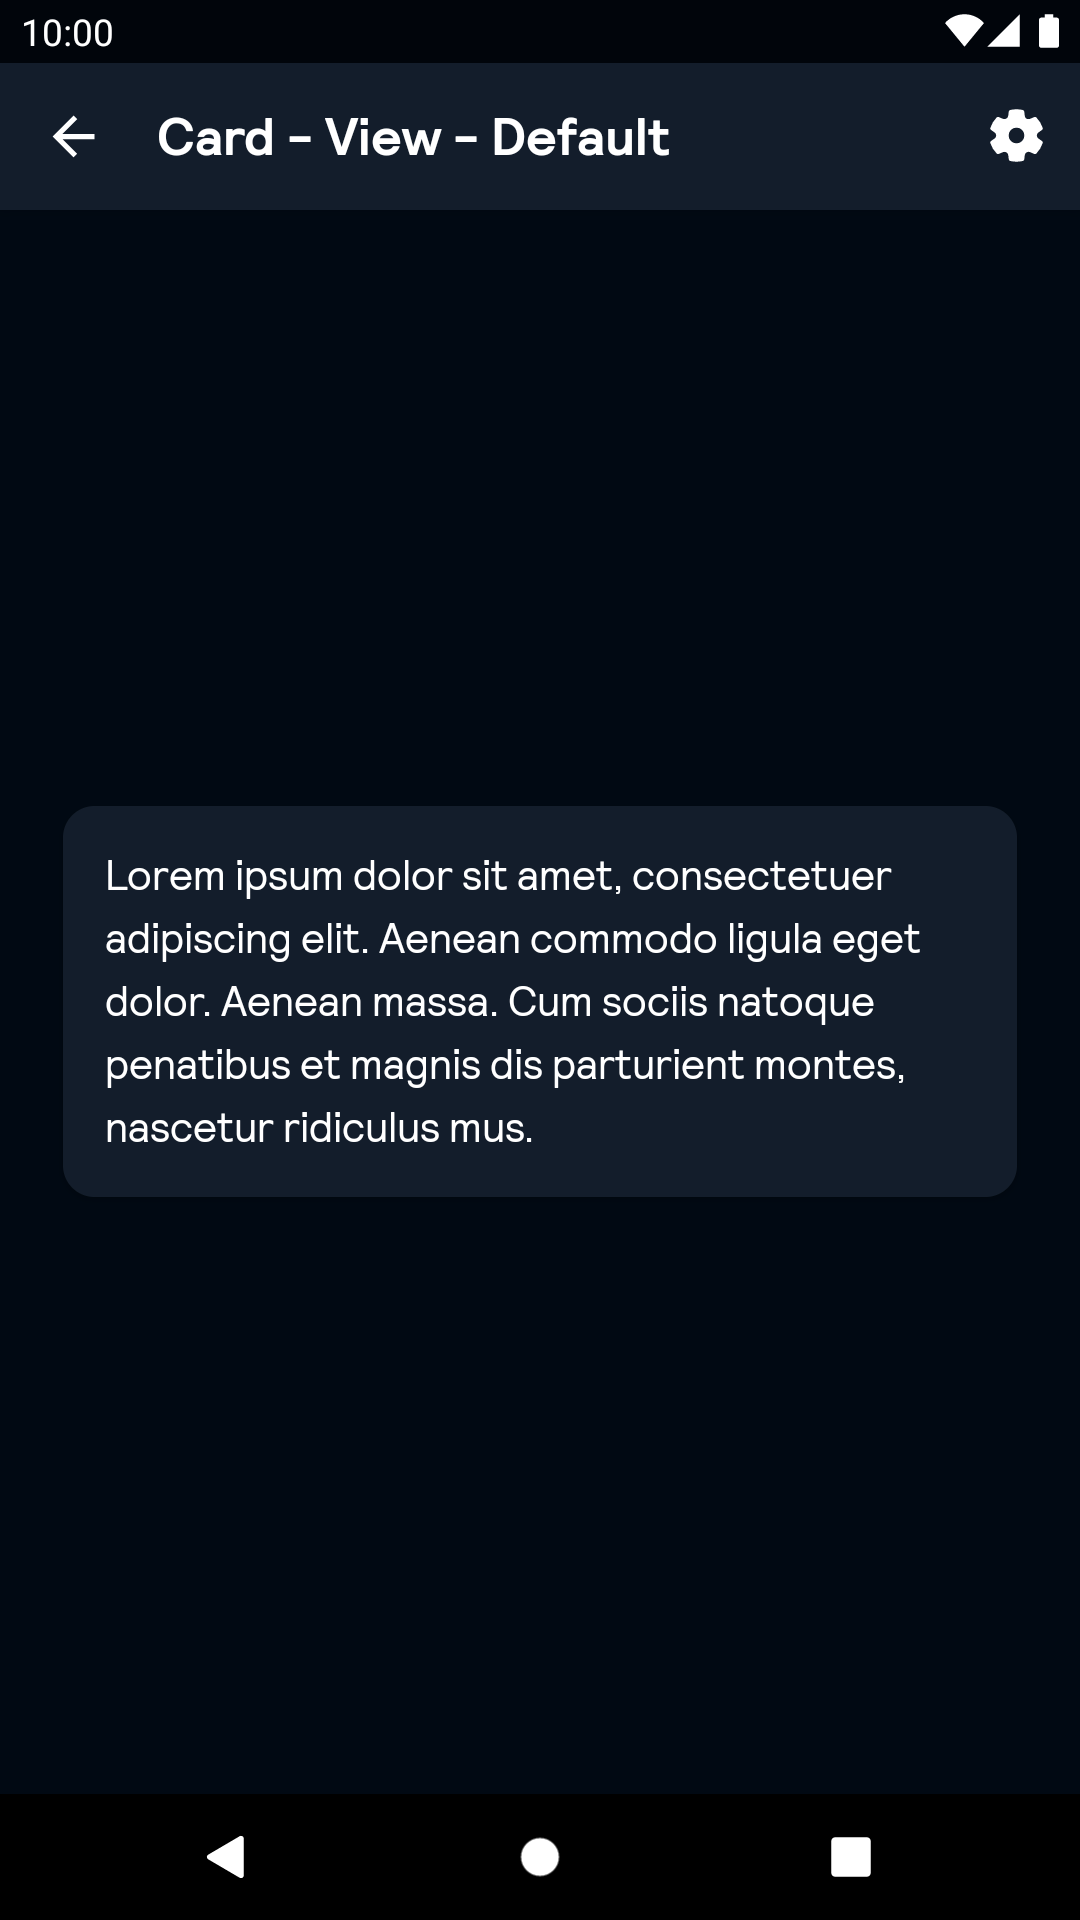 10:00
Card - View - Default
Lorem ipsum dolor sit amet, consectetuer
adipiscing elit. Aenean commodo ligula eget
dolor. Aenean massa. Cum sociis natoque
penatibus et magnis dis parturient montes,
nascetur ridiculus mus.